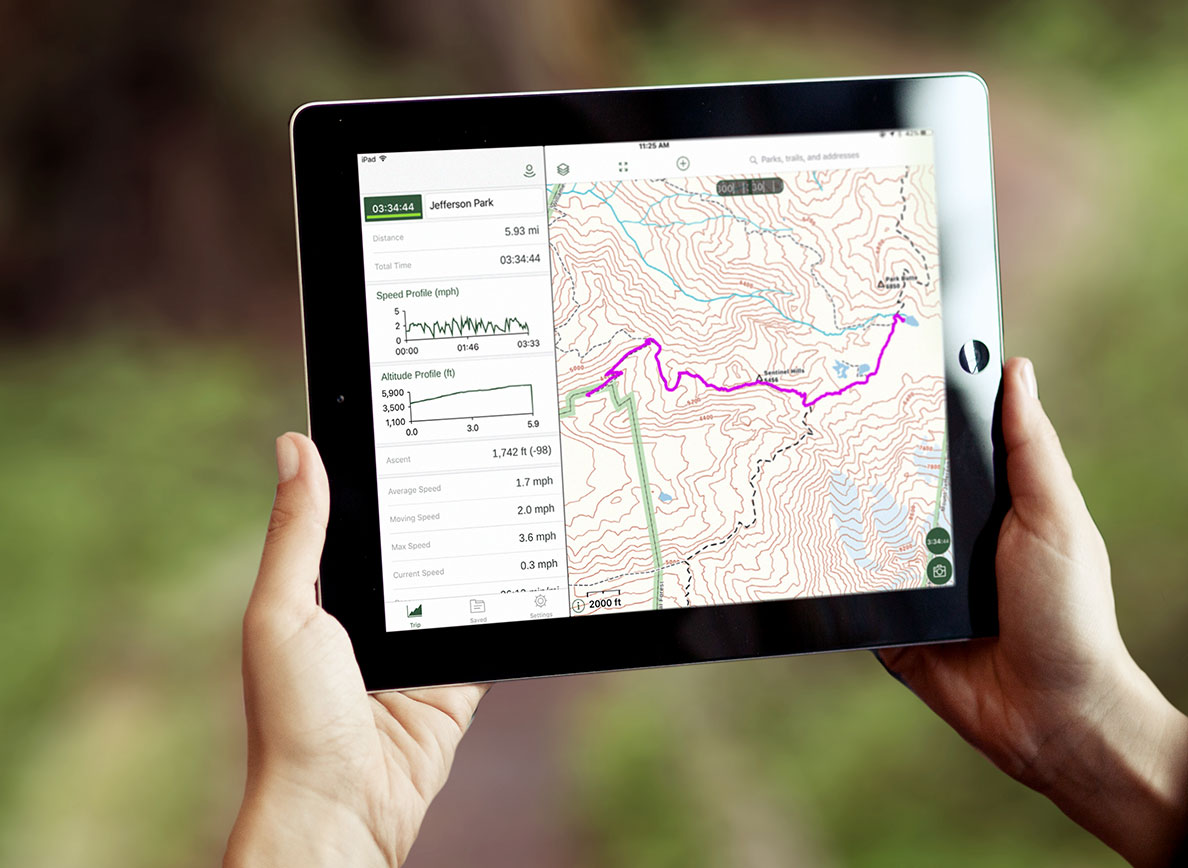 iPad
11:25 AM
42%
Parks, trails, and addresses
03:34:44 Jefferson Park
Distance 5.93 mi
Total Time 03:34:44
Speed Profile (mph)
5
2
0
00:00 01:46 03:33
Altitude Profile (ft)
5,900
3,500
1,100
0.0 3.0 5.9
Ascent 1,742 ft (-98)
Average Speed 1.7 mph
Moving Speed 2.0 mph
Max Speed 3.6 mph
Current Speed 0.3 mph
Trip
Saved
Settings
Park Butte
Sentinel Hills
5000
2000 ft
3:34:44